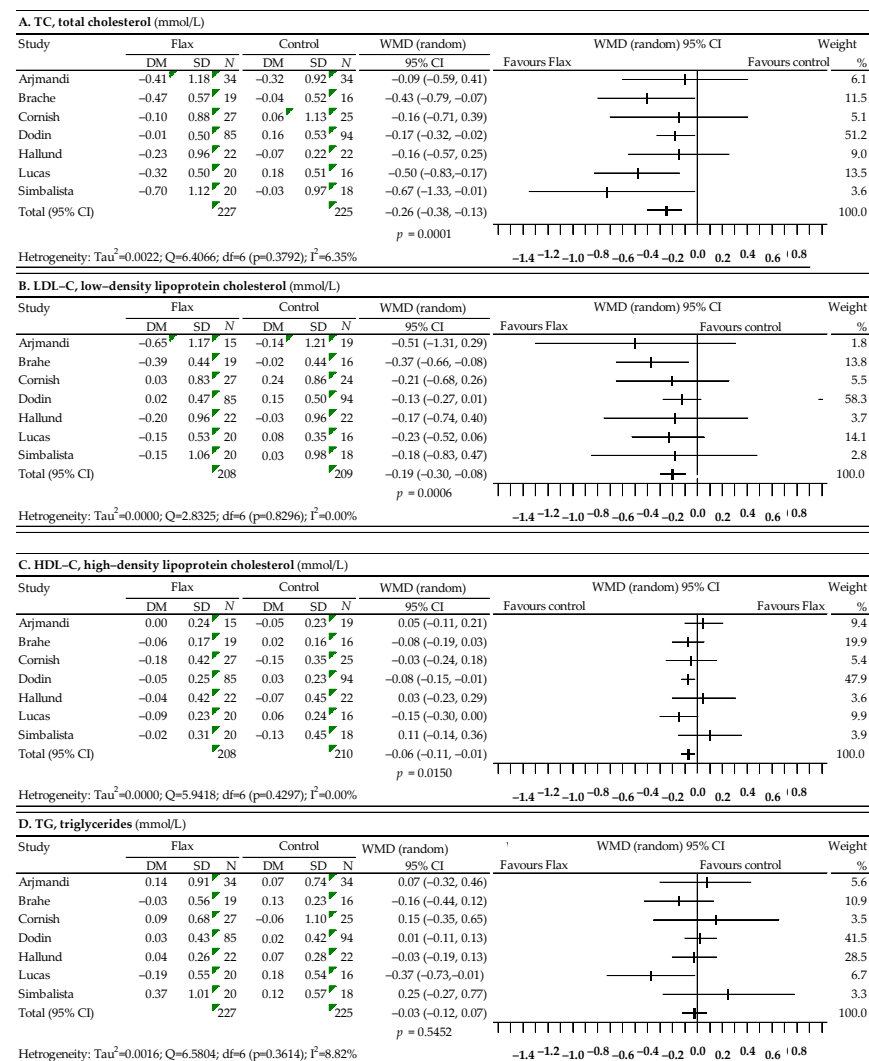 A. TC, total cholesterol (mmol/L)
Study Flax Control WMD (random) WMD (random) 95% CI Weight
DM SD N DM SD N 95% CI Favours Flax Favours control %
Arjmandi −0.41 1.18 34 −0.32 0.92 34 −0.09 (−0.59, 0.41) 6.1
Brache −0.47 0.57 19 −0.04 0.52 16 −0.43 (−0.79, −0.07) 11.5
Cornish −0.10 0.88 27 0.06 1.13 25 −0.16 (−0.71, 0.39) 5.1
Dodin −0.01 0.50 85 0.16 0.53 94 −0.17 (−0.32, −0.02) 51.2
Hallund −0.23 0.96 22 −0.07 0.22 22 −0.16 (−0.57, 0.25) 9.0
Lucas −0.32 0.50 20 0.18 0.51 16 −0.50 (−0.83,−0.17) 13.5
Simbalista −0.70 1.12 20 −0.03 0.97 18 −0.67 (−1.33, −0.01) 3.6
Total (95% CI) 227 225 −0.26 (−0.38, −0.13) 100.0
p = 0.0001
Hetrogeneity: Tau²=0.0022; Q=6.4066; df=6 (p=0.3792); I²=6.35% −1.4 −1.2 −1.0 −0.8 −0.6 −0.4 −0.2 0.0 0.2 0.4 0.6 0.8
B. LDL–C, low–density lipoprotein cholesterol (mmol/L)
Study Flax Control WMD (random) WMD (random) 95% CI Weight
DM SD N DM SD N 95% CI Favours Flax Favours control %
Arjmandi −0.65 1.17 15 −0.14 1.21 19 −0.51 (−1.31, 0.29) 1.8
Brahe −0.39 0.44 19 −0.02 0.44 16 −0.37 (−0.66, −0.08) 13.8
Cornish 0.03 0.83 27 0.24 0.86 24 −0.21 (−0.68, 0.26) 5.5
Dodin 0.02 0.47 85 0.15 0.50 94 −0.13 (−0.27, 0.01) 58.3
Hallund −0.20 0.96 22 −0.03 0.96 22 −0.17 (−0.74, 0.40) 3.7
Lucas −0.15 0.53 20 0.08 0.35 16 −0.23 (−0.52, 0.06) 14.1
Simbalista −0.15 1.06 20 0.03 0.98 18 −0.18 (−0.83, 0.47) 2.8
Total (95% CI) 208 209 −0.19 (−0.30, −0.08) 100.0
p = 0.0006
Hetrogeneity: Tau²=0.0000; Q=2.8325; df=6 (p=0.8296); I²=0.00% −1.4 −1.2 −1.0 −0.8 −0.6 −0.4 −0.2 0.0 0.2 0.4 0.6 0.8
C. HDL–C, high–density lipoprotein cholesterol (mmol/L)
Study Flax Control WMD (random) WMD (random) 95% CI Weight
DM SD N DM SD N 95% CI Favours control Favours Flax %
Arjmandi 0.00 0.24 15 −0.05 0.23 19 0.05 (−0.11, 0.21) 9.4
Brahe −0.06 0.17 19 0.02 0.16 16 −0.08 (−0.19, 0.03) 19.9
Cornish −0.18 0.42 27 −0.15 0.35 25 −0.03 (−0.24, 0.18) 5.4
Dodin −0.05 0.25 85 0.03 0.23 94 −0.08 (−0.15, −0.01) 47.9
Hallund −0.04 0.42 22 −0.07 0.45 22 0.03 (−0.23, 0.29) 3.6
Lucas −0.09 0.23 20 0.06 0.24 16 −0.15 (−0.30, 0.00) 9.9
Simbalista −0.02 0.31 20 −0.13 0.45 18 0.11 (−0.14, 0.36) 3.9
Total (95% CI) 208 210 −0.06 (−0.11, −0.01) 100.0
p = 0.0150
Hetrogeneity: Tau²=0.0000; Q=5.9418; df=6 (p=0.4297); I²=0.00% −1.4 −1.2 −1.0 −0.8 −0.6 −0.4 −0.2 0.0 0.2 0.4 0.6 0.8
D. TG, triglycerides (mmol/L)
Study Flax Control WMD (random) WMD (random) 95% CI Weight
DM SD N DM SD N 95% CI Favours Flax Favours control %
Arjmandi 0.14 0.91 34 0.07 0.74 34 0.07 (−0.32, 0.46) 5.6
Brahe −0.03 0.56 19 0.13 0.23 16 −0.16 (−0.44, 0.12) 10.9
Cornish 0.09 0.68 27 −0.06 1.10 25 0.15 (−0.35, 0.65) 3.5
Dodin 0.03 0.43 85 0.02 0.42 94 0.01 (−0.11, 0.13) 41.5
Hallund 0.04 0.26 22 0.07 0.28 22 −0.03 (−0.19, 0.13) 28.5
Lucas −0.19 0.55 20 0.18 0.54 16 −0.37 (−0.73,−0.01) 6.7
Simbalista 0.37 1.01 20 0.12 0.57 18 0.25 (−0.27, 0.77) 3.3
Total (95% CI) 227 225 −0.03 (−0.12, 0.07) 100.0
p = 0.5452
Hetrogeneity: Tau²=0.0016; Q=6.5804; df=6 (p=0.3614); I²=8.82% −1.4 −1.2 −1.0 −0.8 −0.6 −0.4 −0.2 0.0 0.2 0.4 0.6 0.8